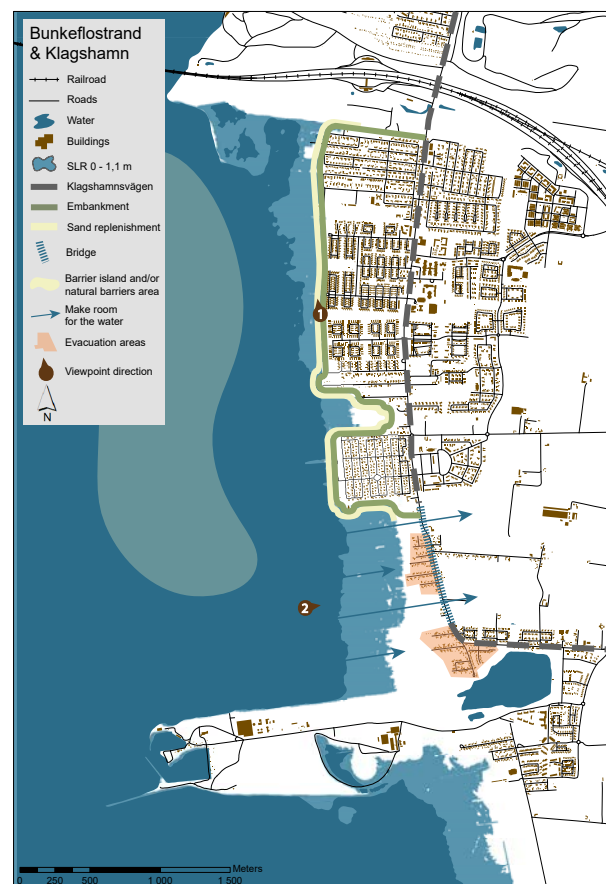 Bunkeflostrand
& Klagshamn
Railroad
Roads
Water
Buildings
SLR 0 - 1,1 m
Klagshamnsvägen
Embankment
Sand replenishment
Bridge
Barrier island and/or
natural barriers area
Make room
for the water
Evacuation areas
Viewpoint direction
N
1
2
Meters
0 250 500 1 000 1 500